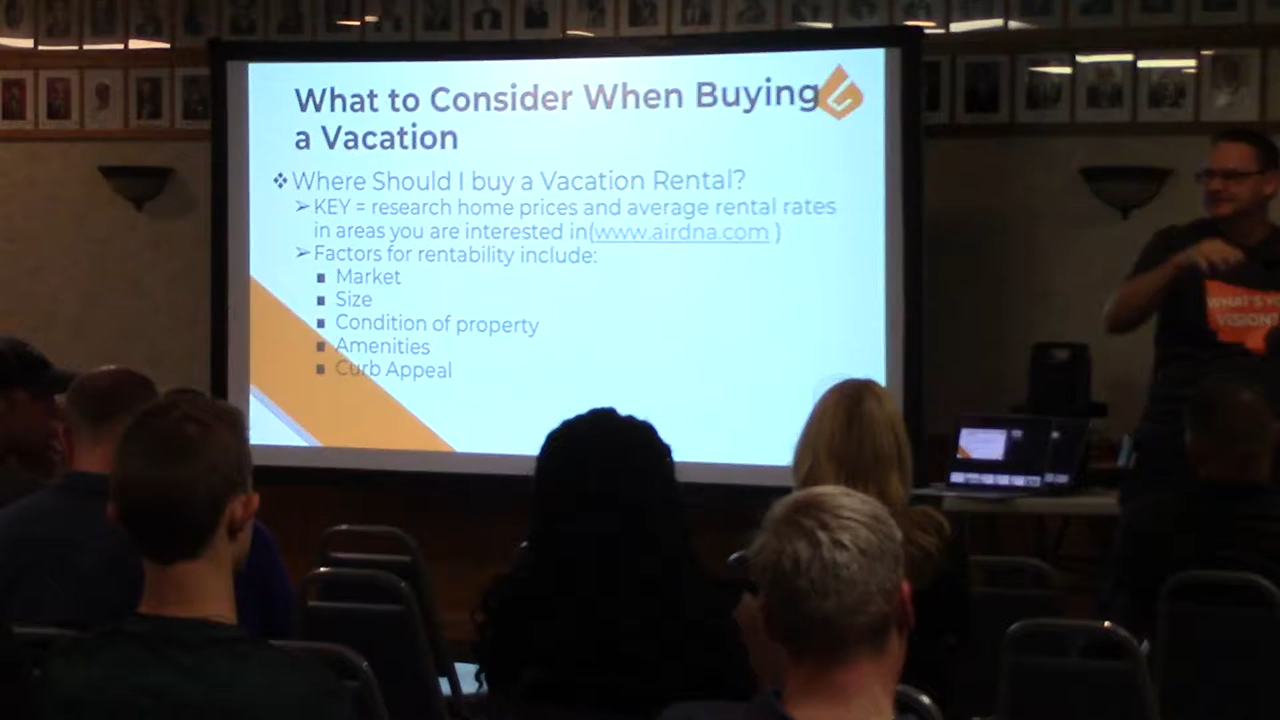 What to Consider When Buying
a Vacation
❖Where Should I buy a Vacation Rental?
➢KEY = research home prices and average rental rates
in areas you are interested in(www.airdna.com )
➢Factors for rentability include:
▪ Market
▪ Size
▪ Condition of property
▪ Amenities
▪ Curb Appeal
WHAT'S
VISION?